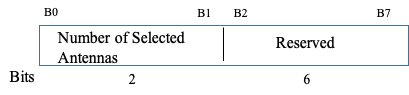 B0 B1 B2 B7
Number of Selected
Antennas
Reserved
Bits 2 6